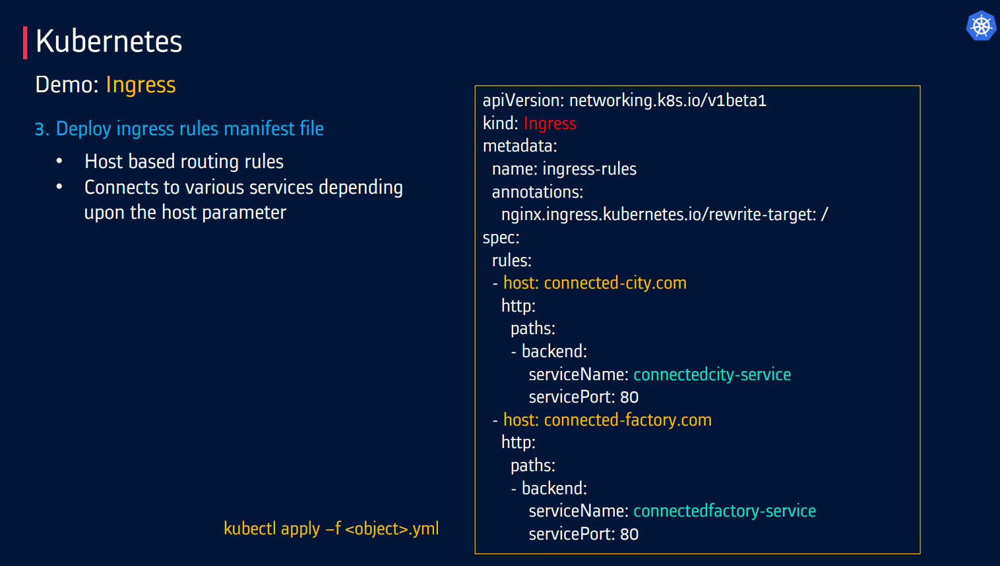 Kubernetes
Demo: Ingress
3. Deploy ingress rules manifest file
• Host based routing rules
• Connects to various services depending
upon the host parameter
kubectl apply –f <object>.yml
apiVersion: networking.k8s.io/v1beta1
kind: Ingress
metadata:
  name: ingress-rules
  annotations:
    nginx.ingress.kubernetes.io/rewrite-target: /
spec:
  rules:
  - host: connected-city.com
    http:
      paths:
      - backend:
          serviceName: connectedcity-service
          servicePort: 80
  - host: connected-factory.com
    http:
      paths:
      - backend:
          serviceName: connectedfactory-service
          servicePort: 80